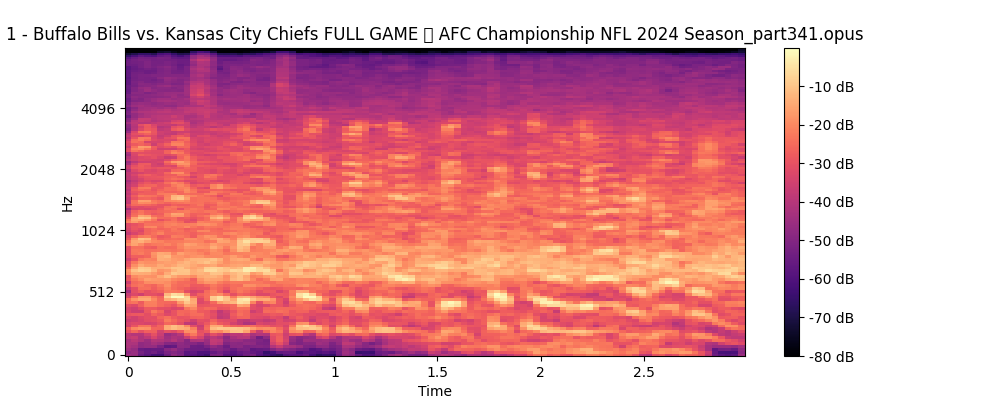 1 - Buffalo Bills vs. Kansas City Chiefs FULL GAME ▯ AFC Championship NFL 2024 Season_part341.opus
4096
2048
1024
512
0
Hz
0
0.5
1
1.5
2
2.5
Time
-10 dB
-20 dB
-30 dB
-40 dB
-50 dB
-60 dB
-70 dB
-80 dB